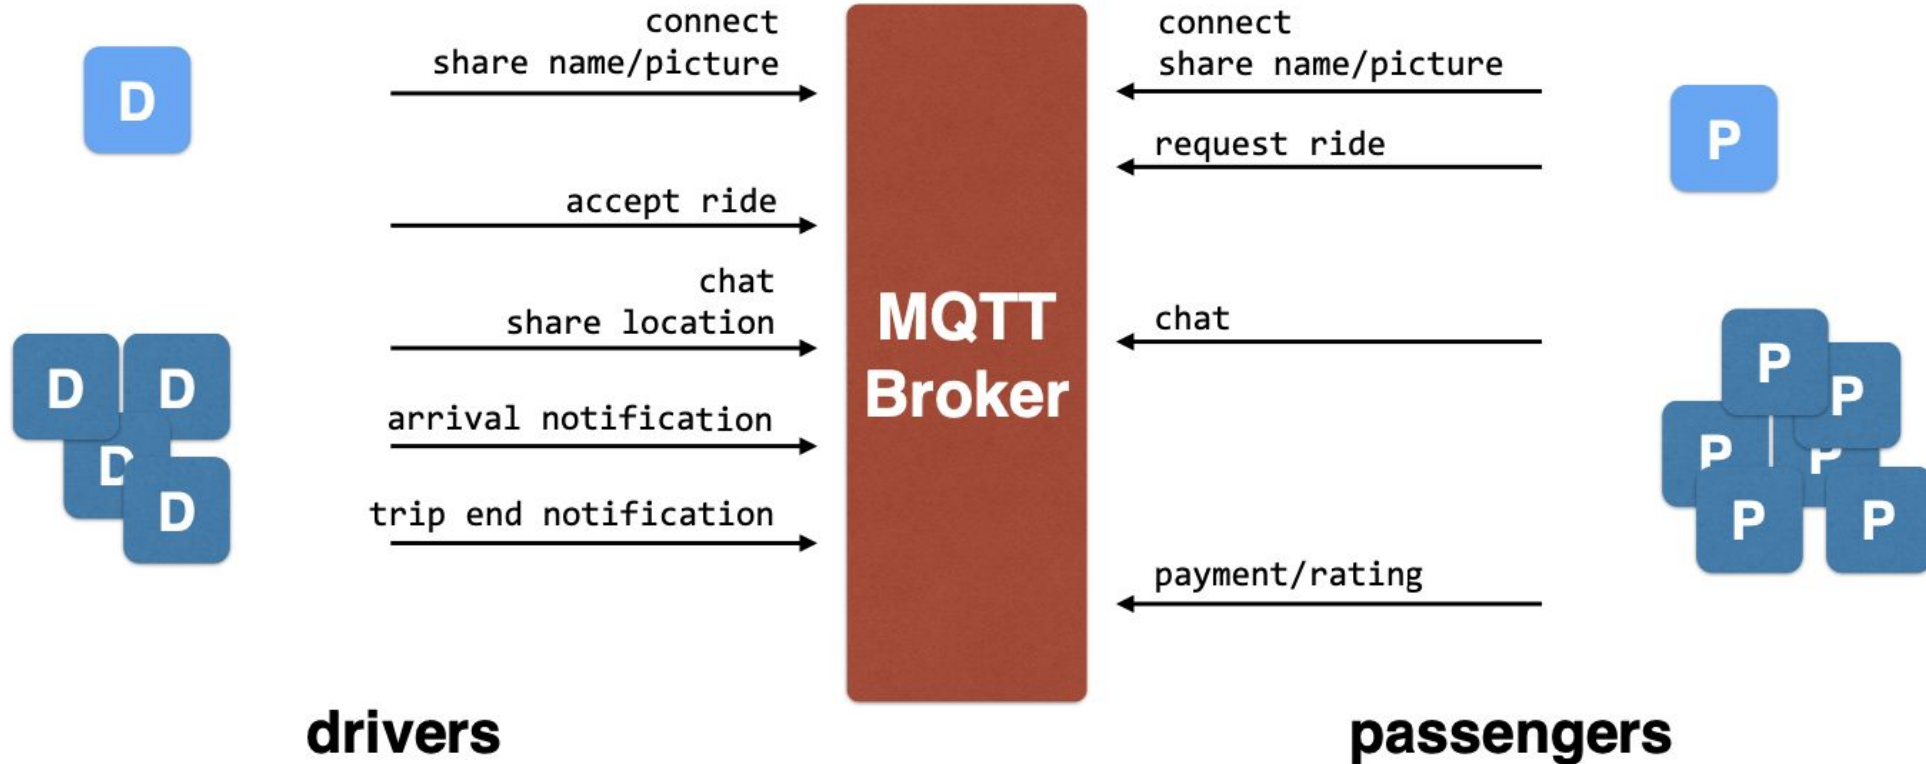 D
connect
share name/picture
accept ride
chat
share location
arrival notification
trip end notification
D
D
D
D
drivers
MQTT
Broker
connect
share name/picture
request ride
chat
payment/rating
P
P
P
P
P
P
P
passengers